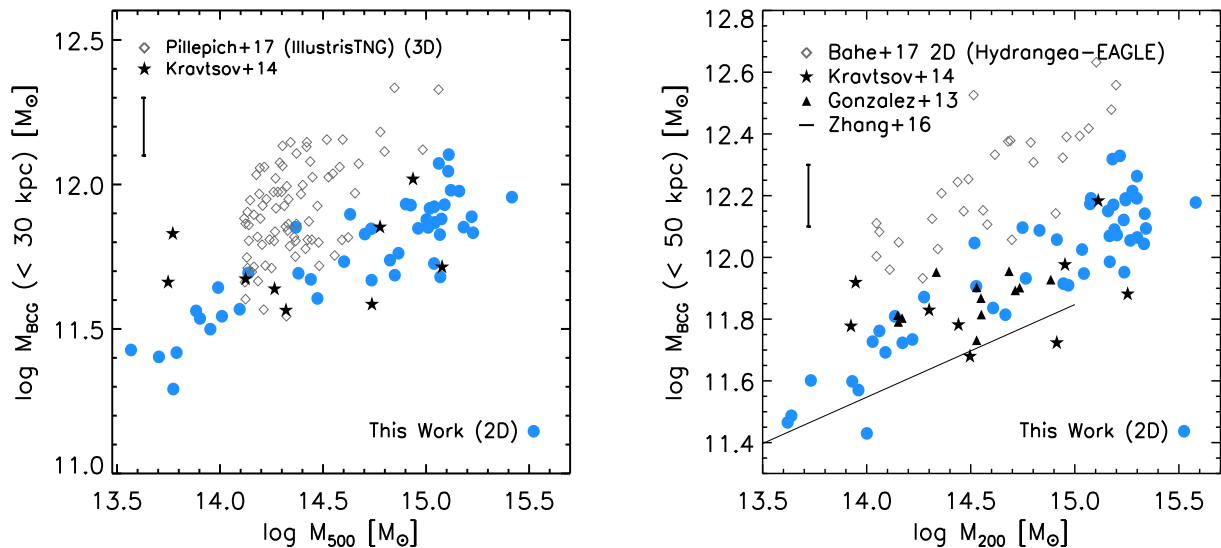 12.5
12.0
11.5
11.0
log M_BCG (< 30 kpc) [M_⊙]
Pillepich+17 (IllustrisTNG) (3D)
Kravtsov+14
This Work (2D)
13.5 14.0 14.5 15.0 15.5
log M_500 [M_⊙]
12.8
12.6
12.4
12.2
12.0
11.8
11.6
11.4
log M_BCG (< 50 kpc) [M_⊙]
Bahe+17 2D (Hydrangea-EAGLE)
Kravtsov+14
Gonzalez+13
Zhang+16
This Work (2D)
13.5 14.0 14.5 15.0 15.5
log M_200 [M_⊙]